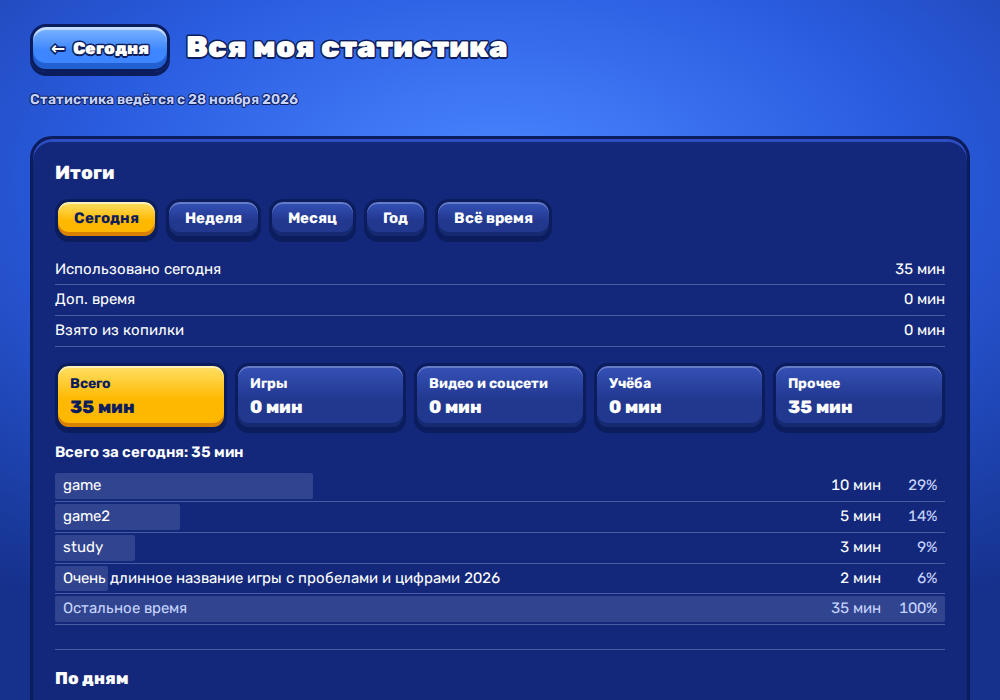 ← Сегодня
Вся моя статистика
Статистика ведётся с 28 ноября 2026
Итоги
Сегодня Неделя Месяц Год Всё время
Использовано сегодня 35 мин
Доп. время 0 мин
Взято из копилки 0 мин
Всего Игры Видео и соцсети Учёба Прочее
35 мин 0 мин 0 мин 0 мин 35 мин
Всего за сегодня: 35 мин
game 10 мин 29%
game2 5 мин 14%
study 3 мин 9%
Очень длинное название игры с пробелами и цифрами 2026 2 мин 6%
Остальное время 35 мин 100%
По дням